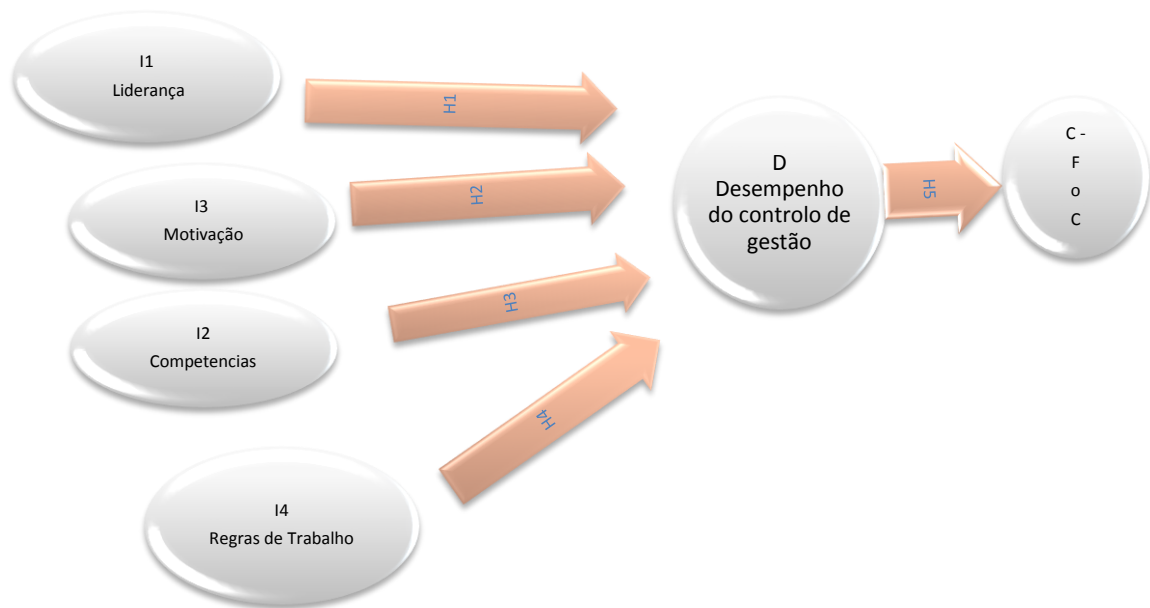 I1
Liderança
H1
I3
Motivação
H2
I2
Competencias
H3
I4
Regras de Trabalho
H4
D
Desempenho
do controlo de
gestão
H5
C -
F
o
C